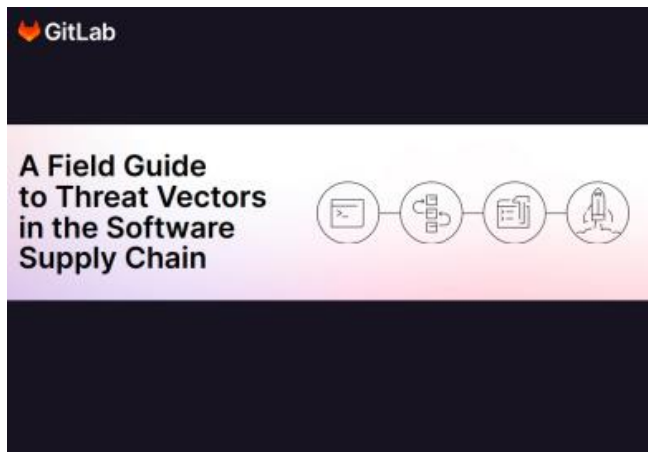 GitLab
A Field Guide
to Threat Vectors
in the Software
Supply Chain